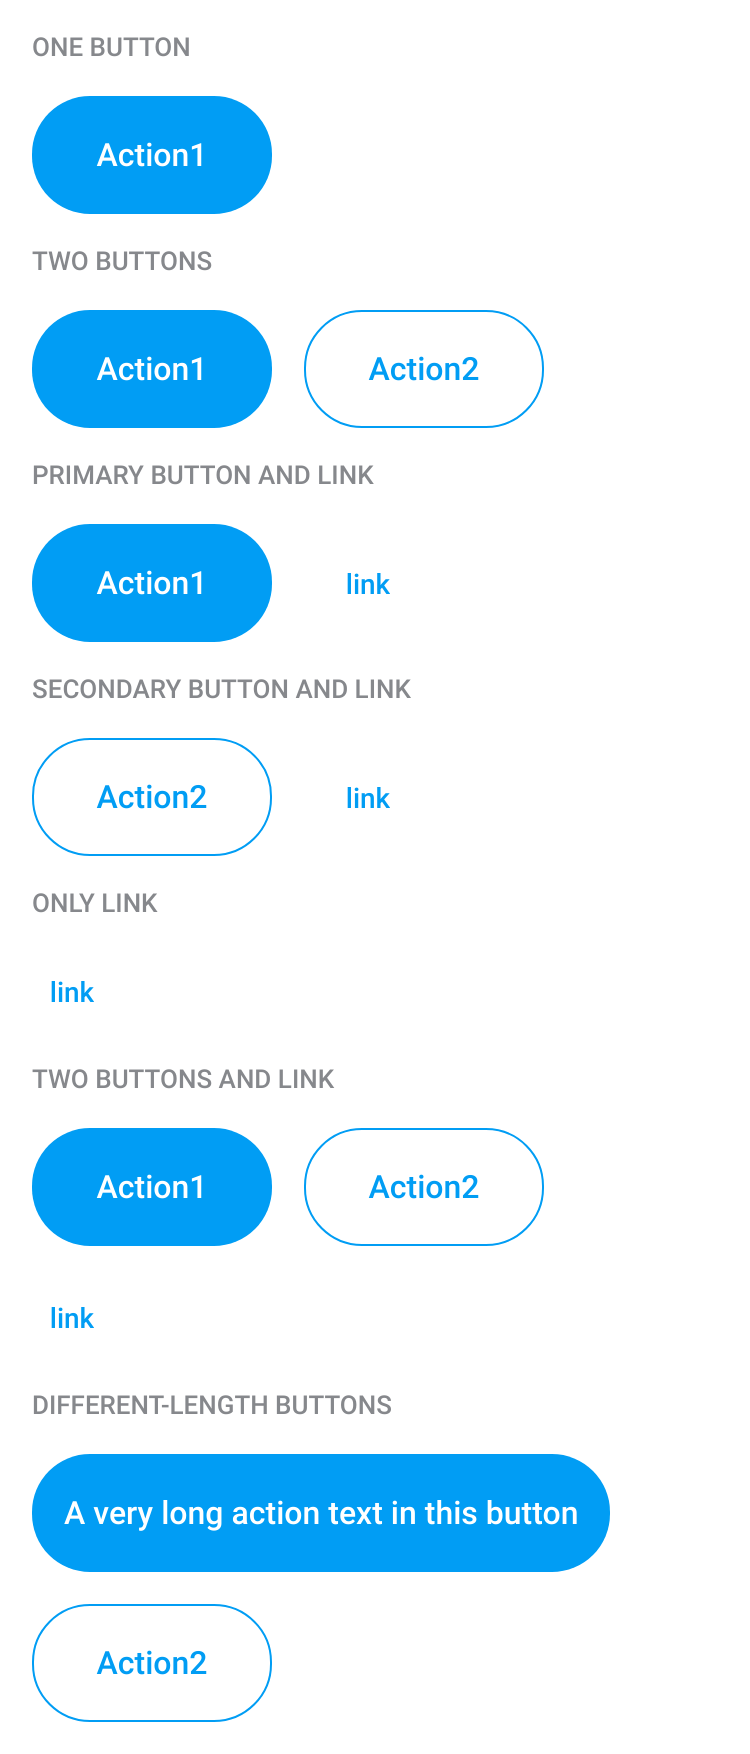 ONE BUTTON
Action1
TWO BUTTONS
Action1 Action2
PRIMARY BUTTON AND LINK
Action1 link
SECONDARY BUTTON AND LINK
Action2 link
ONLY LINK
link
TWO BUTTONS AND LINK
Action1 Action2
link
DIFFERENT-LENGTH BUTTONS
A very long action text in this button
Action2